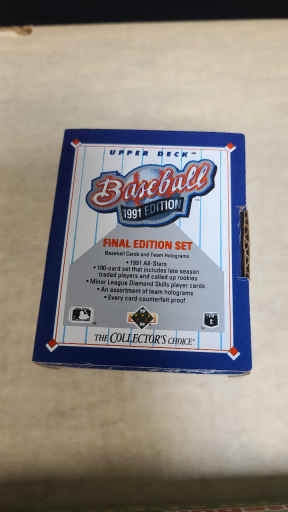 UPPER DECK™
Baseball
1991 EDITION
FINAL EDITION SET
Baseball Cards and Team Holograms
• 1991 All-Stars
• 100-card set that includes late season
traded players and called up rookies
• Minor League Diamond Skills player cards
• An assortment of team holograms
• Every card counterfeit proof
THE COLLECTOR'S CHOICE™